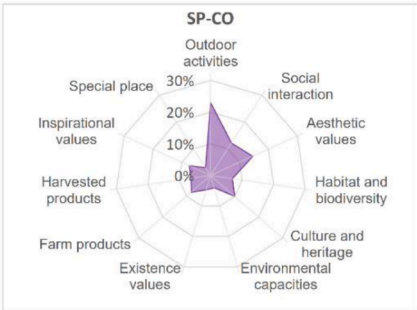 SP-CO
Outdoor
activities
30%
20%
10%
0%
Social
interaction
Aesthetic
values
Habitat and
biodiversity
Culture and
heritage
Environmental
capacities
Existence
values
Farm products
Harvested
products
Inspirational
values
Special place